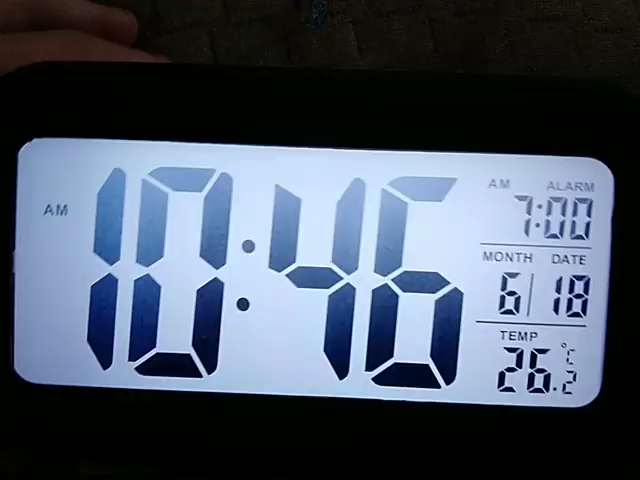 AM 10:46
AM ALARM
7:00
MONTH DATE
6 18
TEMP
26.2 °C